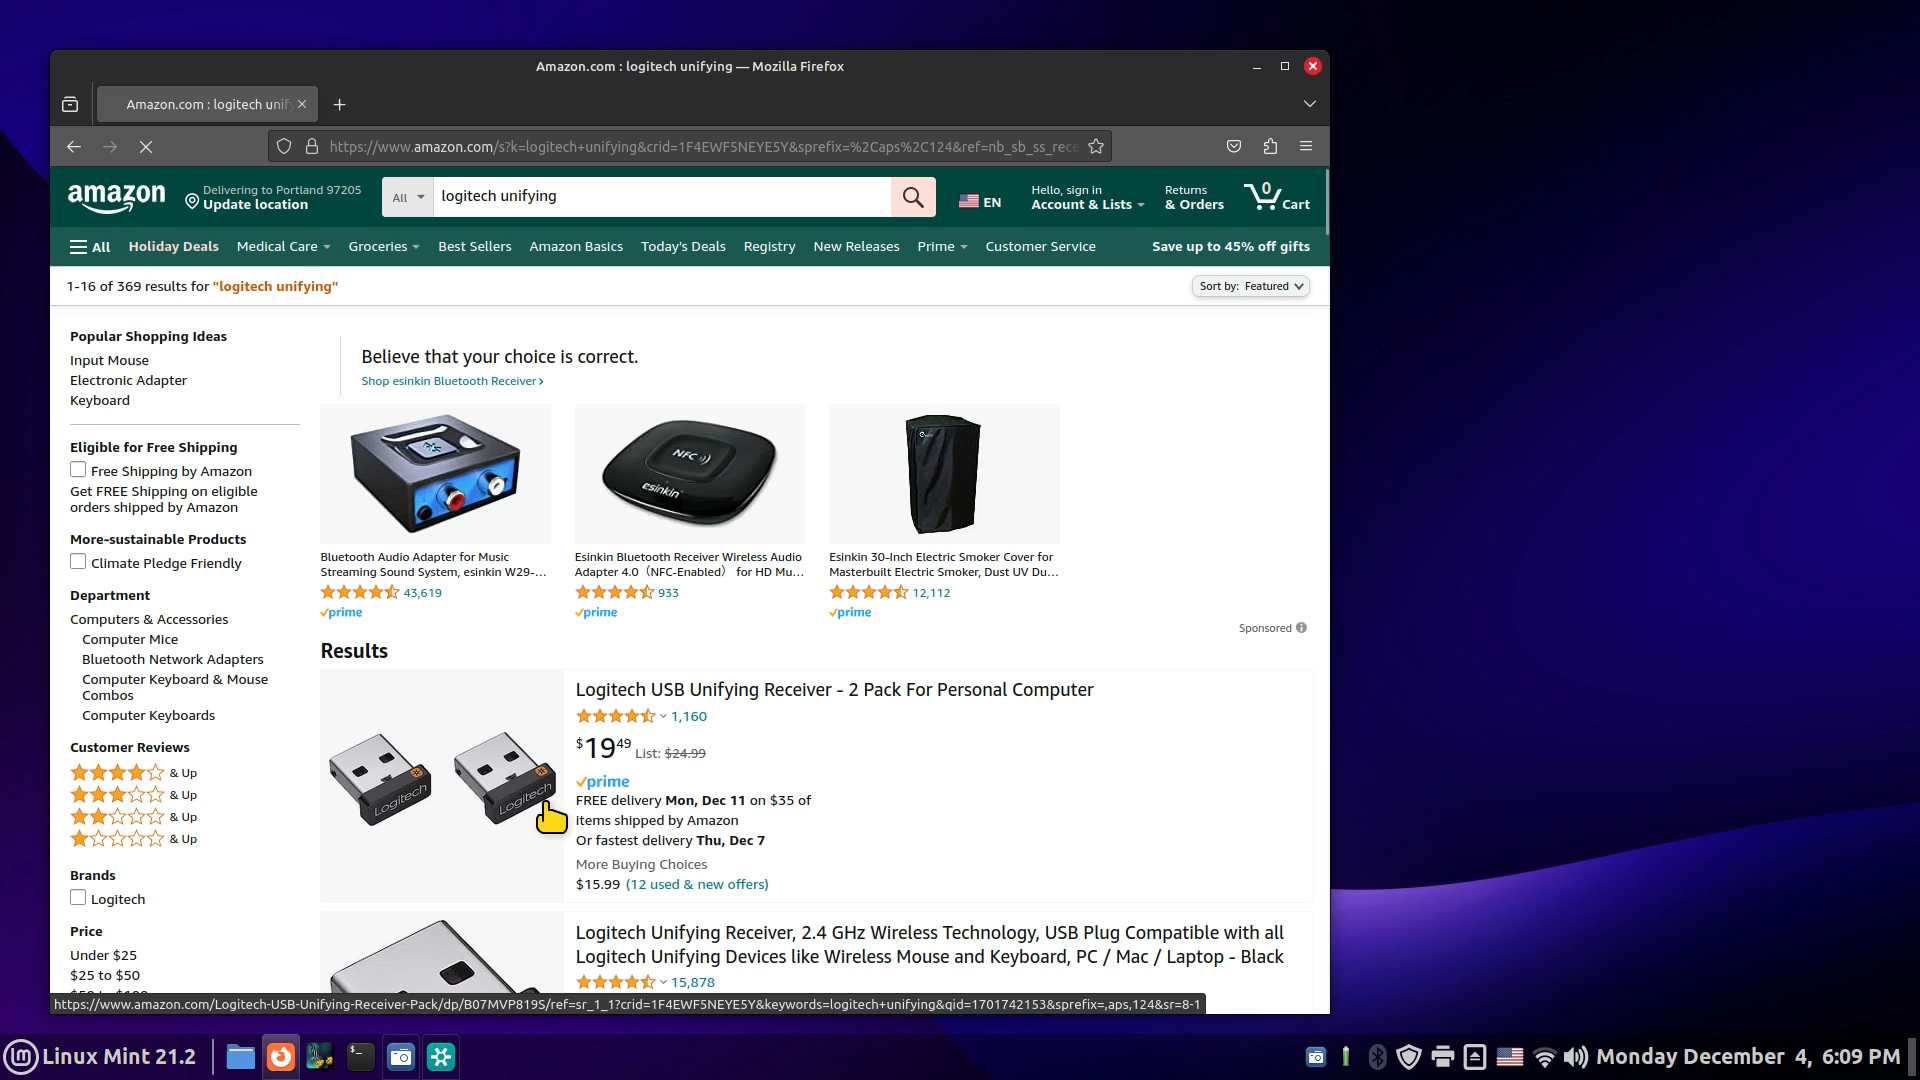 Amazon.com : logitech unifying — Mozilla Firefox
Amazon.com : logitech unify
https://www.amazon.com/s?k=logitech+unifying&crid=1F4EWF5NEYE5Y&sprefix=%2Caps%2C124&ref=nb_sb_ss_rece
amazon
Delivering to Portland 97205
Update location
All
logitech unifying
EN
Hello, sign in
Account & Lists
Returns
& Orders
0
Cart
All
Holiday Deals
Medical Care
Groceries
Best Sellers
Amazon Basics
Today's Deals
Registry
New Releases
Prime
Customer Service
Save up to 45% off gifts
1-16 of 369 results for "logitech unifying"
Sort by: Featured
Popular Shopping Ideas
Input Mouse
Electronic Adapter
Keyboard
Eligible for Free Shipping
Free Shipping by Amazon
Get FREE Shipping on eligible
orders shipped by Amazon
More-sustainable Products
Climate Pledge Friendly
Department
Computers & Accessories
Computer Mice
Bluetooth Network Adapters
Computer Keyboard & Mouse
Combos
Computer Keyboards
Customer Reviews
& Up
& Up
& Up
& Up
Brands
Logitech
Price
Under $25
$25 to $50
Believe that your choice is correct.
Shop esinkin Bluetooth Receiver ›
NFC
esinkin
Bluetooth Audio Adapter for Music
Streaming Sound System, esinkin W29-…
43,619
prime
Esinkin Bluetooth Receiver Wireless Audio
Adapter 4.0（NFC-Enabled） for HD Mu…
933
prime
Esinkin 30-Inch Electric Smoker Cover for
Masterbuilt Electric Smoker, Dust UV Du…
12,112
prime
Sponsored
Results
Logitech
Logitech
Logitech USB Unifying Receiver - 2 Pack For Personal Computer
1,160
$19 49 List: $24.99
prime
FREE delivery Mon, Dec 11 on $35 of
items shipped by Amazon
Or fastest delivery Thu, Dec 7
More Buying Choices
$15.99 (12 used & new offers)
Logitech Unifying Receiver, 2.4 GHz Wireless Technology, USB Plug Compatible with all
Logitech Unifying Devices like Wireless Mouse and Keyboard, PC / Mac / Laptop - Black
15,878
https://www.amazon.com/Logitech-USB-Unifying-Receiver-Pack/dp/B07MVP819S/ref=sr_1_1?crid=1F4EWF5NEYE5Y&keywords=logitech+unifying&qid=1701742153&sprefix=,aps,124&sr=8-1
Linux Mint 21.2
Monday December 4, 6:09 PM